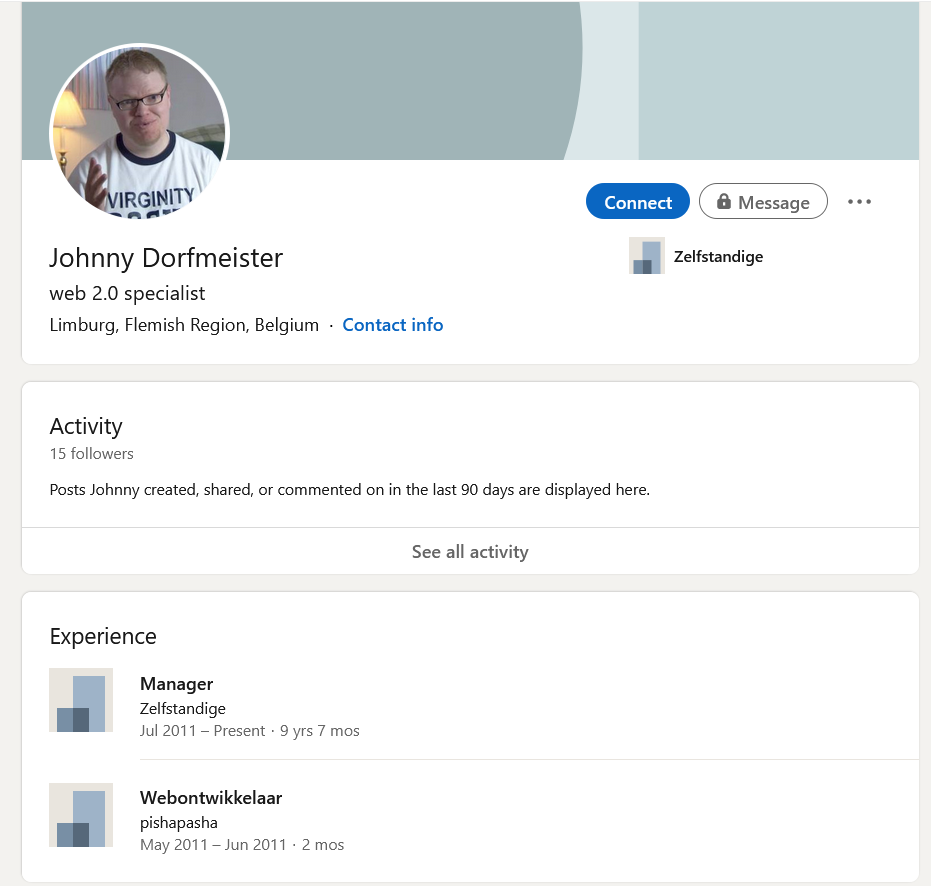 VIRGINITY
Connect
Message
Johnny Dorfmeister
Zelfstandige
web 2.0 specialist
Limburg, Flemish Region, Belgium · Contact info
Activity
15 followers
Posts Johnny created, shared, or commented on in the last 90 days are displayed here.
See all activity
Experience
Manager
Zelfstandige
Jul 2011 – Present · 9 yrs 7 mos
Webontwikkelaar
pishapasha
May 2011 – Jun 2011 · 2 mos